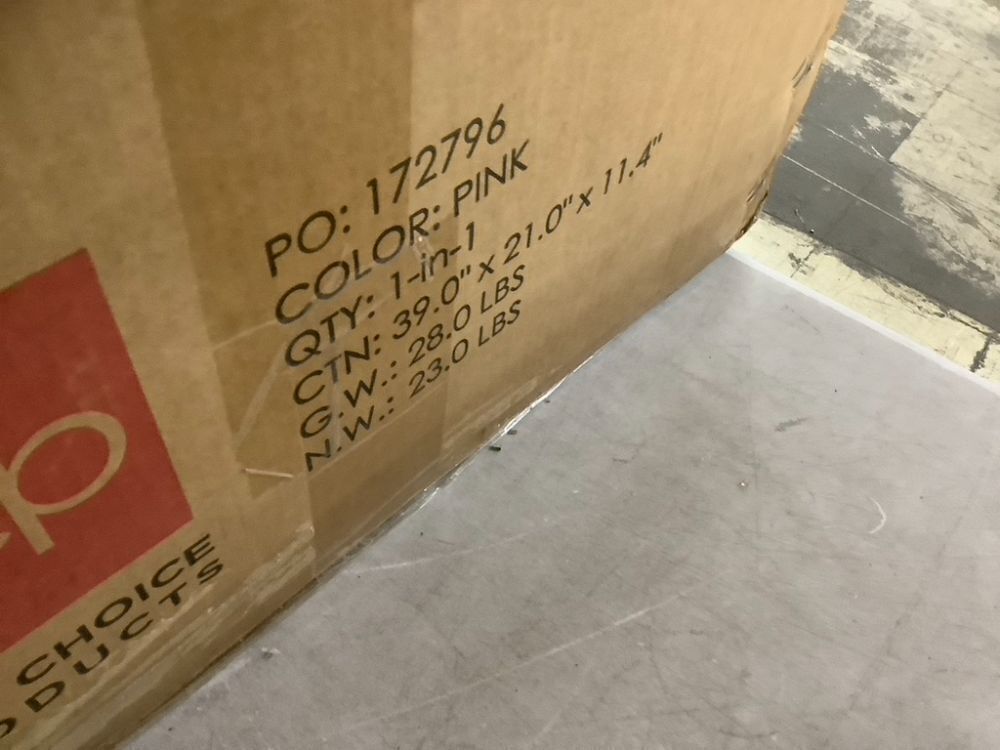 PO: 172796
COLOR: PINK
QTY: 1-in-1
CTN: 39.0" x 21.0" x 11.4"
G.W.: 28.0 LBS
N.W.: 23.0 LBS
cp
CHOICE
ODUCTS